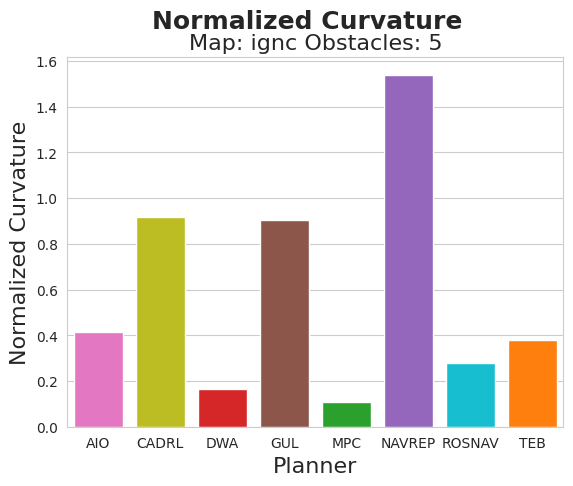 Normalized Curvature
Map: ignc Obstacles: 5
Normalized Curvature
1.6
1.4
1.2
1.0
0.8
0.6
0.4
0.2
0.0
AIO CADRL DWA GUL MPC NAVREP ROSNAV TEB
Planner